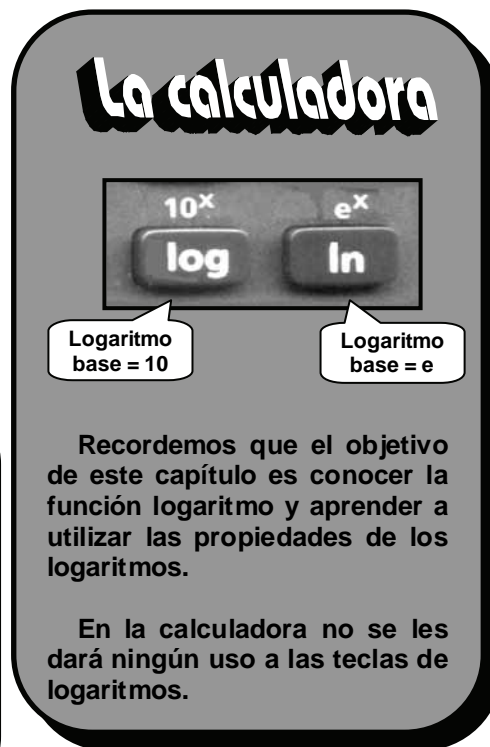 La calculadora
10^x e^x
log ln
Logaritmo
base = 10
Logaritmo
base = e
Recordemos que el objetivo
de este capítulo es conocer la
función logaritmo y aprender a
utilizar las propiedades de los
logaritmos.
En la calculadora no se les
dará ningún uso a las teclas de
logaritmos.